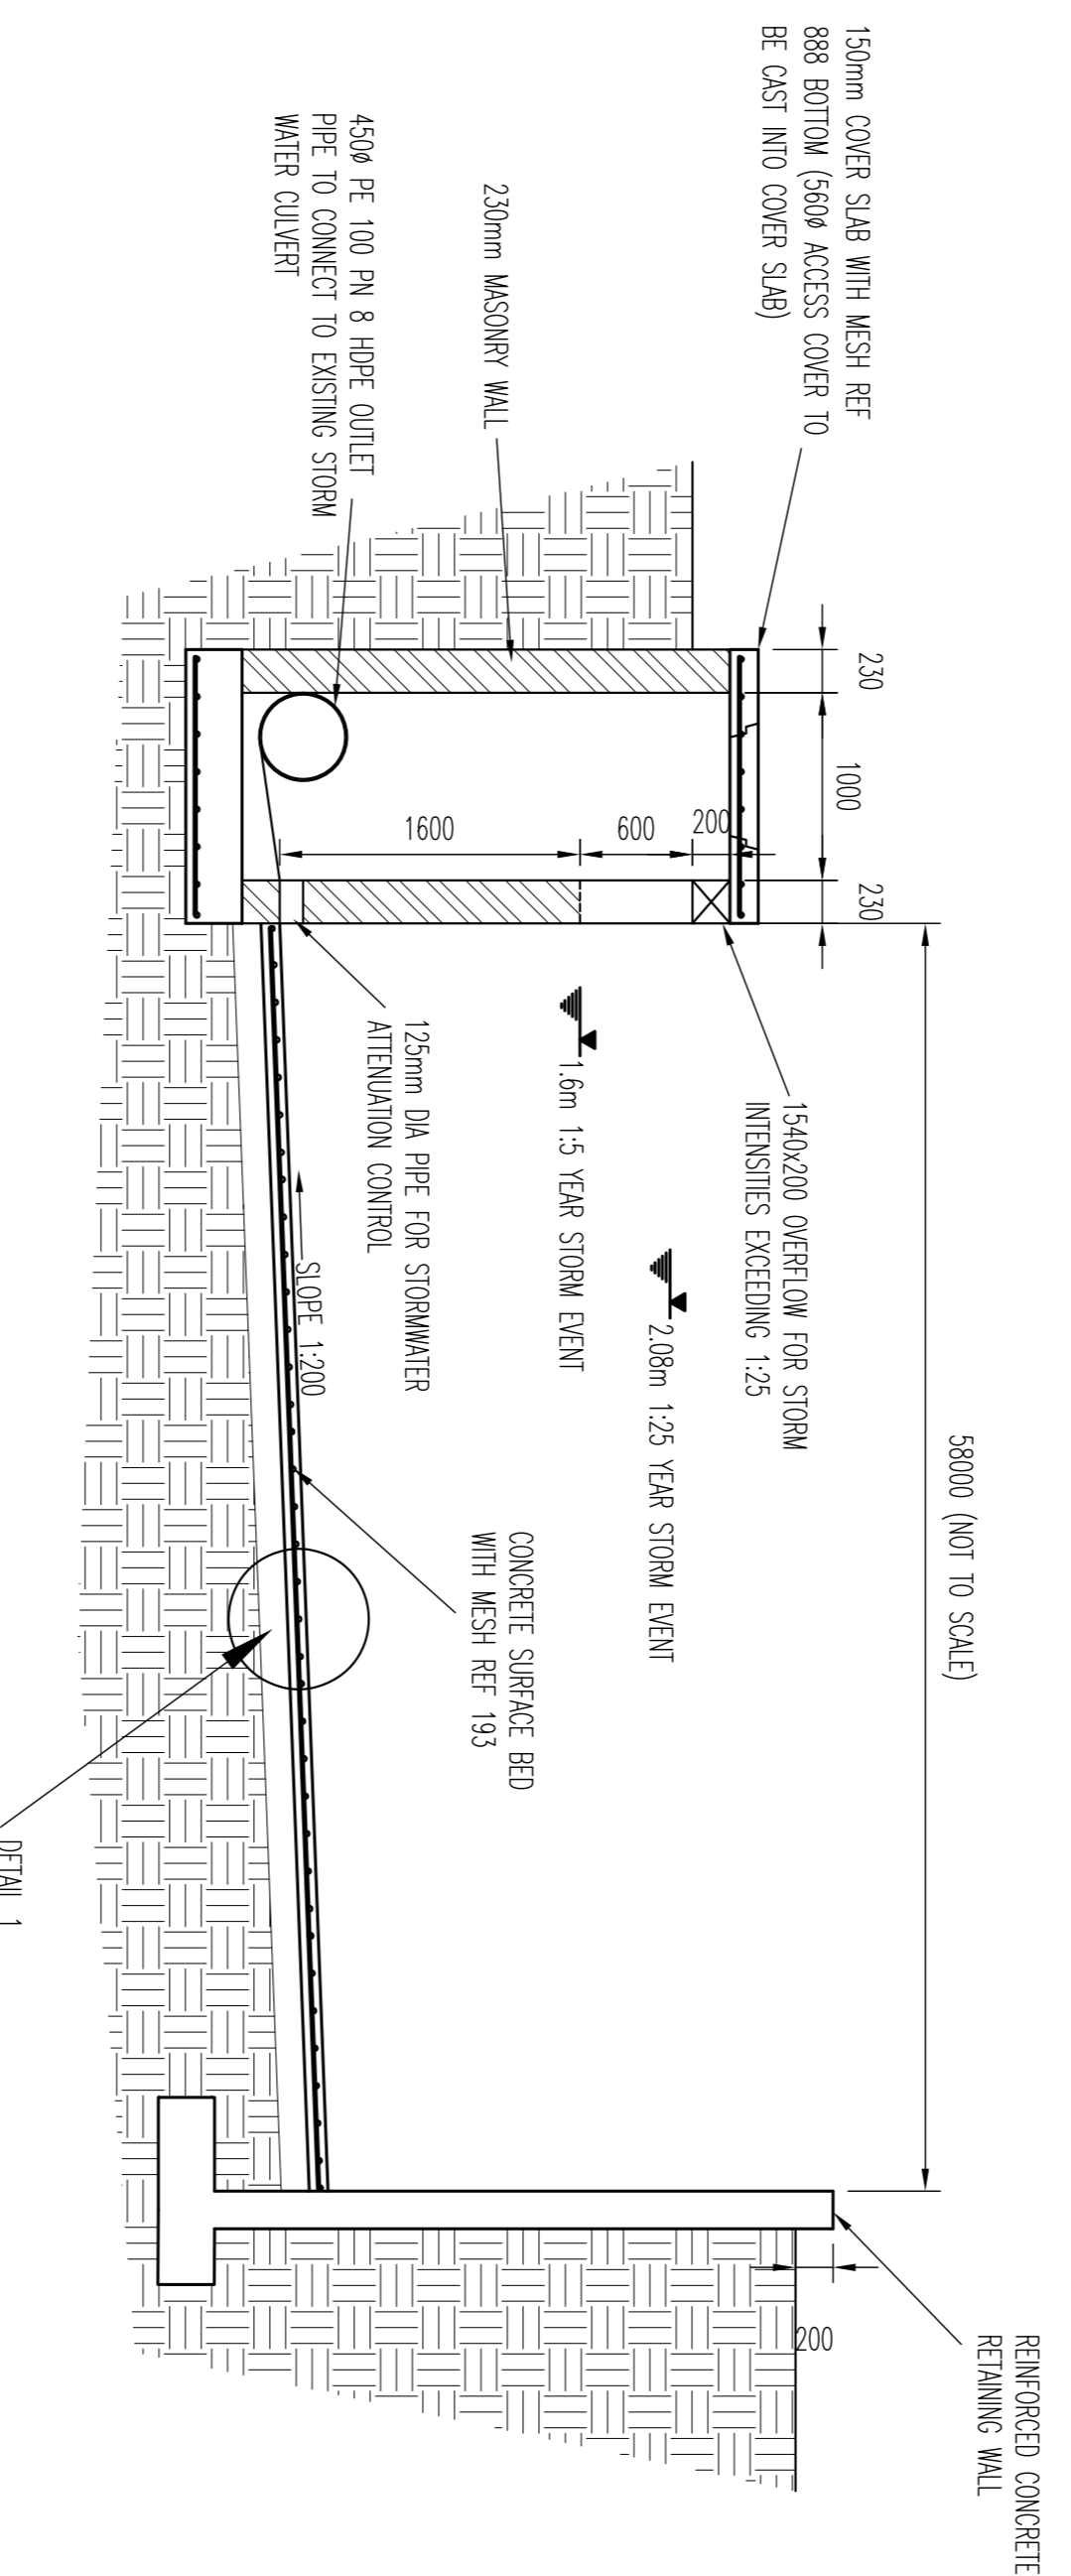 150mm COVER SLAB WITH MESH REF
888 BOTTOM (560ø ACCESS COVER TO
BE CAST INTO COVER SLAB)
230mm MASONRY WALL
450ø PE 100 PN 8 HDPE OUTLET
PIPE TO CONNECT TO EXISTING STORM
WATER CULVERT
230
1000
230
200
600
1600
58000 (NOT TO SCALE)
1540x200 OVERFLOW FOR STORM
INTENSITIES EXCEEDING 1:25
1.6m 1:5 YEAR STORM EVENT
2.08m 1:25 YEAR STORM EVENT
125mm DIA PIPE FOR STORMWATER
ATTENUATION CONTROL
SLOPE 1:200
CONCRETE SURFACE BED
WITH MESH REF 193
DETAIL 1
REINFORCED CONCRETE
RETAINING WALL
200